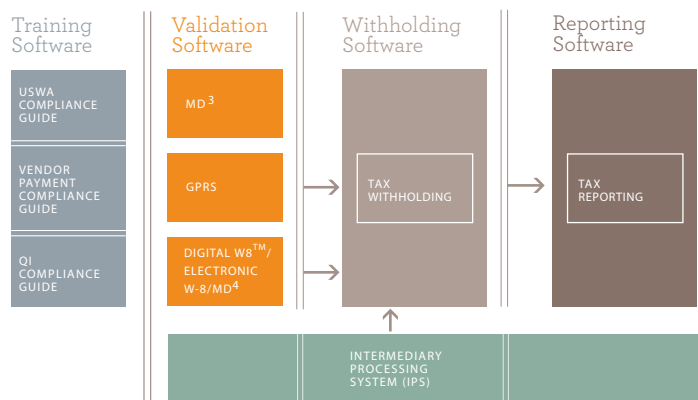 Training
Software
Validation
Software
Withholding
Software
Reporting
Software
USWA
COMPLIANCE
GUIDE
VENDOR
PAYMENT
COMPLIANCE
GUIDE
QI
COMPLIANCE
GUIDE
MD3
GPRS
DIGITAL W8™/
ELECTRONIC
W-8/MD4
TAX
WITHHOLDING
TAX
REPORTING
INTERMEDIARY
PROCESSING
SYSTEM (IPS)